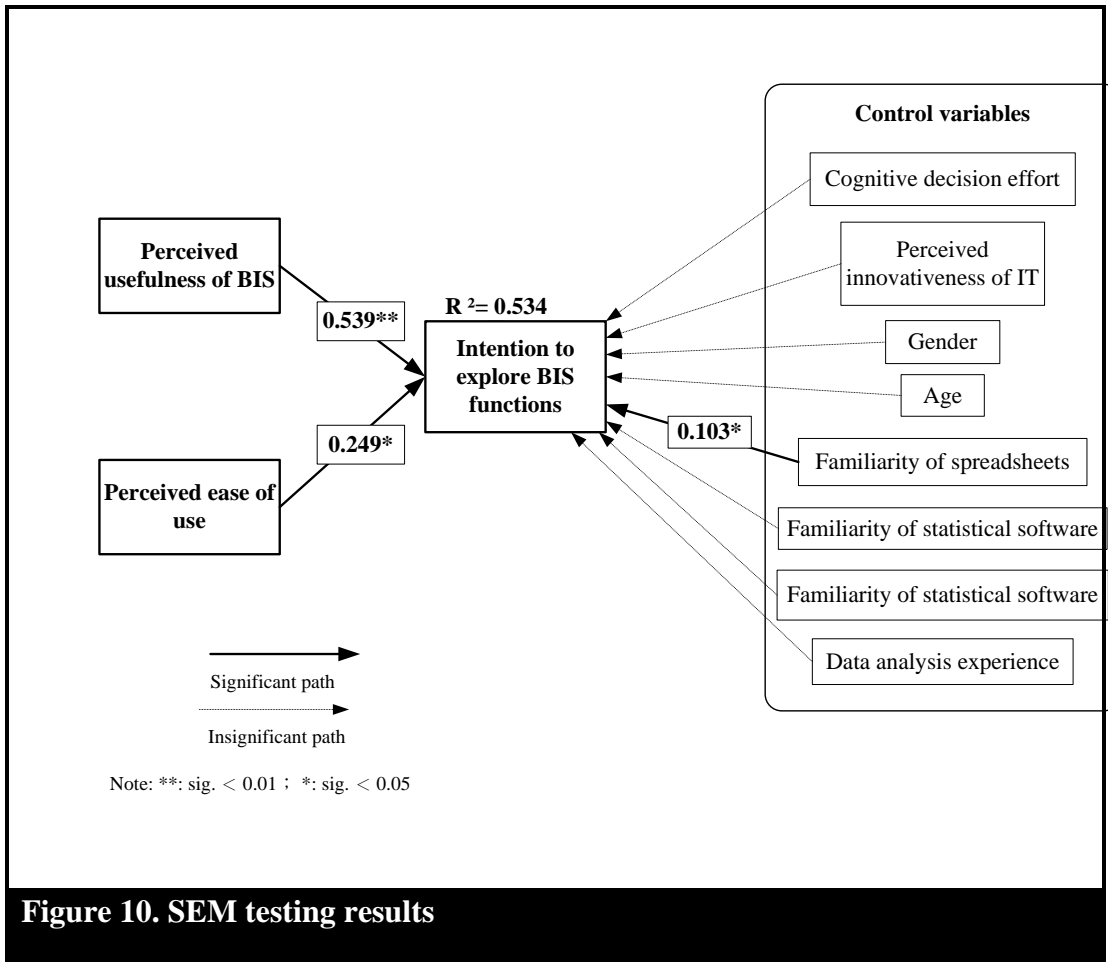 Control variables
Cognitive decision effort
Perceived
innovativeness of IT
Gender
Age
Familiarity of spreadsheets
Familiarity of statistical software
Familiarity of statistical software
Data analysis experience
Perceived
usefulness of BIS
0.539**
R ²= 0.534
Intention to
explore BIS
functions
0.103*
0.249*
Perceived ease of
use
Significant path
Insignificant path
Note: **: sig. < 0.01； *: sig. < 0.05
Figure 10. SEM testing results